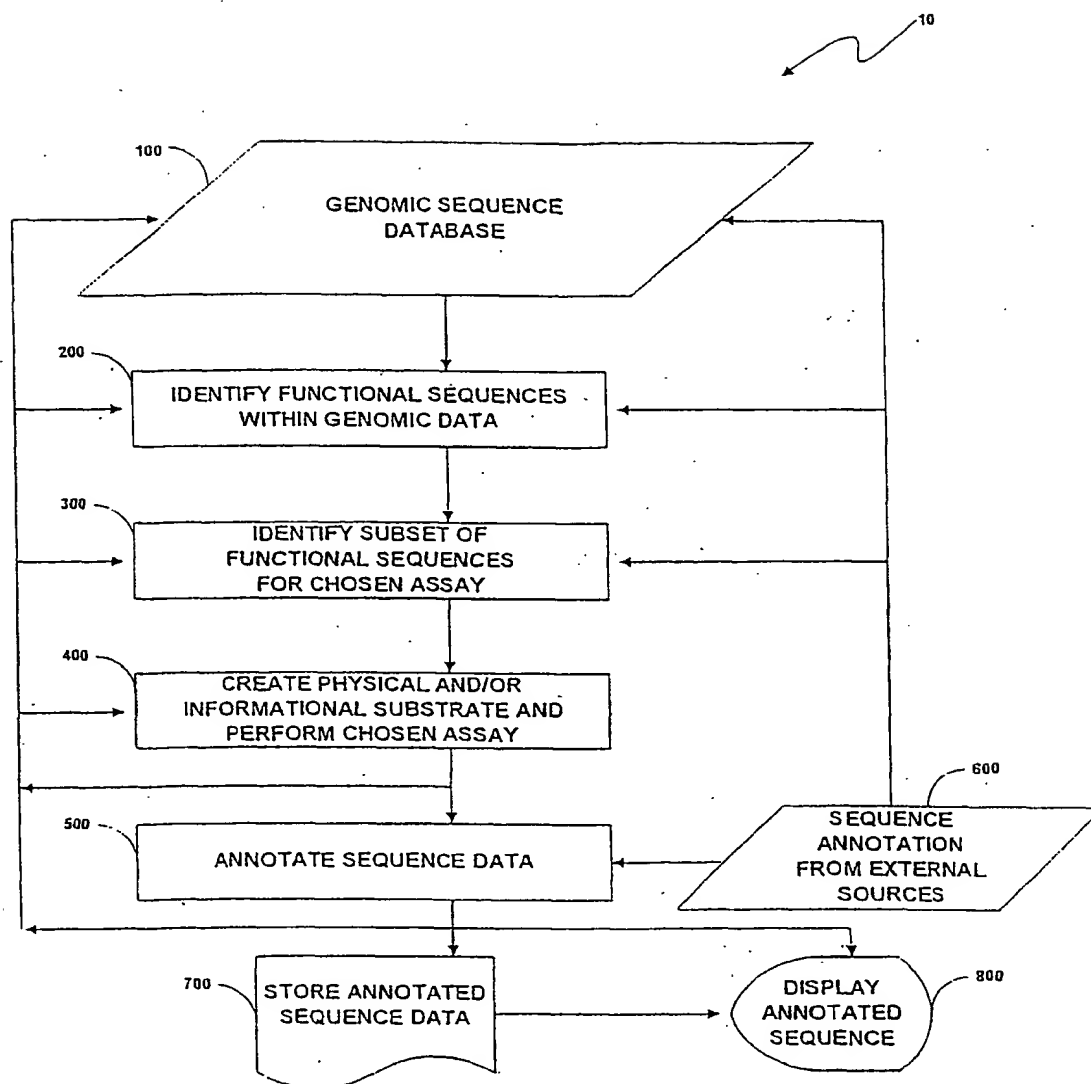 10
100
GENOMIC SEQUENCE
DATABASE
200
IDENTIFY FUNCTIONAL SEQUENCES
WITHIN GENOMIC DATA
300
IDENTIFY SUBSET OF
FUNCTIONAL SEQUENCES
FOR CHOSEN ASSAY
400
CREATE PHYSICAL AND/OR
INFORMATIONAL SUBSTRATE AND
PERFORM CHOSEN ASSAY
500
ANNOTATE SEQUENCE DATA
600
SEQUENCE
ANNOTATION
FROM EXTERNAL
SOURCES
700
STORE ANNOTATED
SEQUENCE DATA
800
DISPLAY
ANNOTATED
SEQUENCE